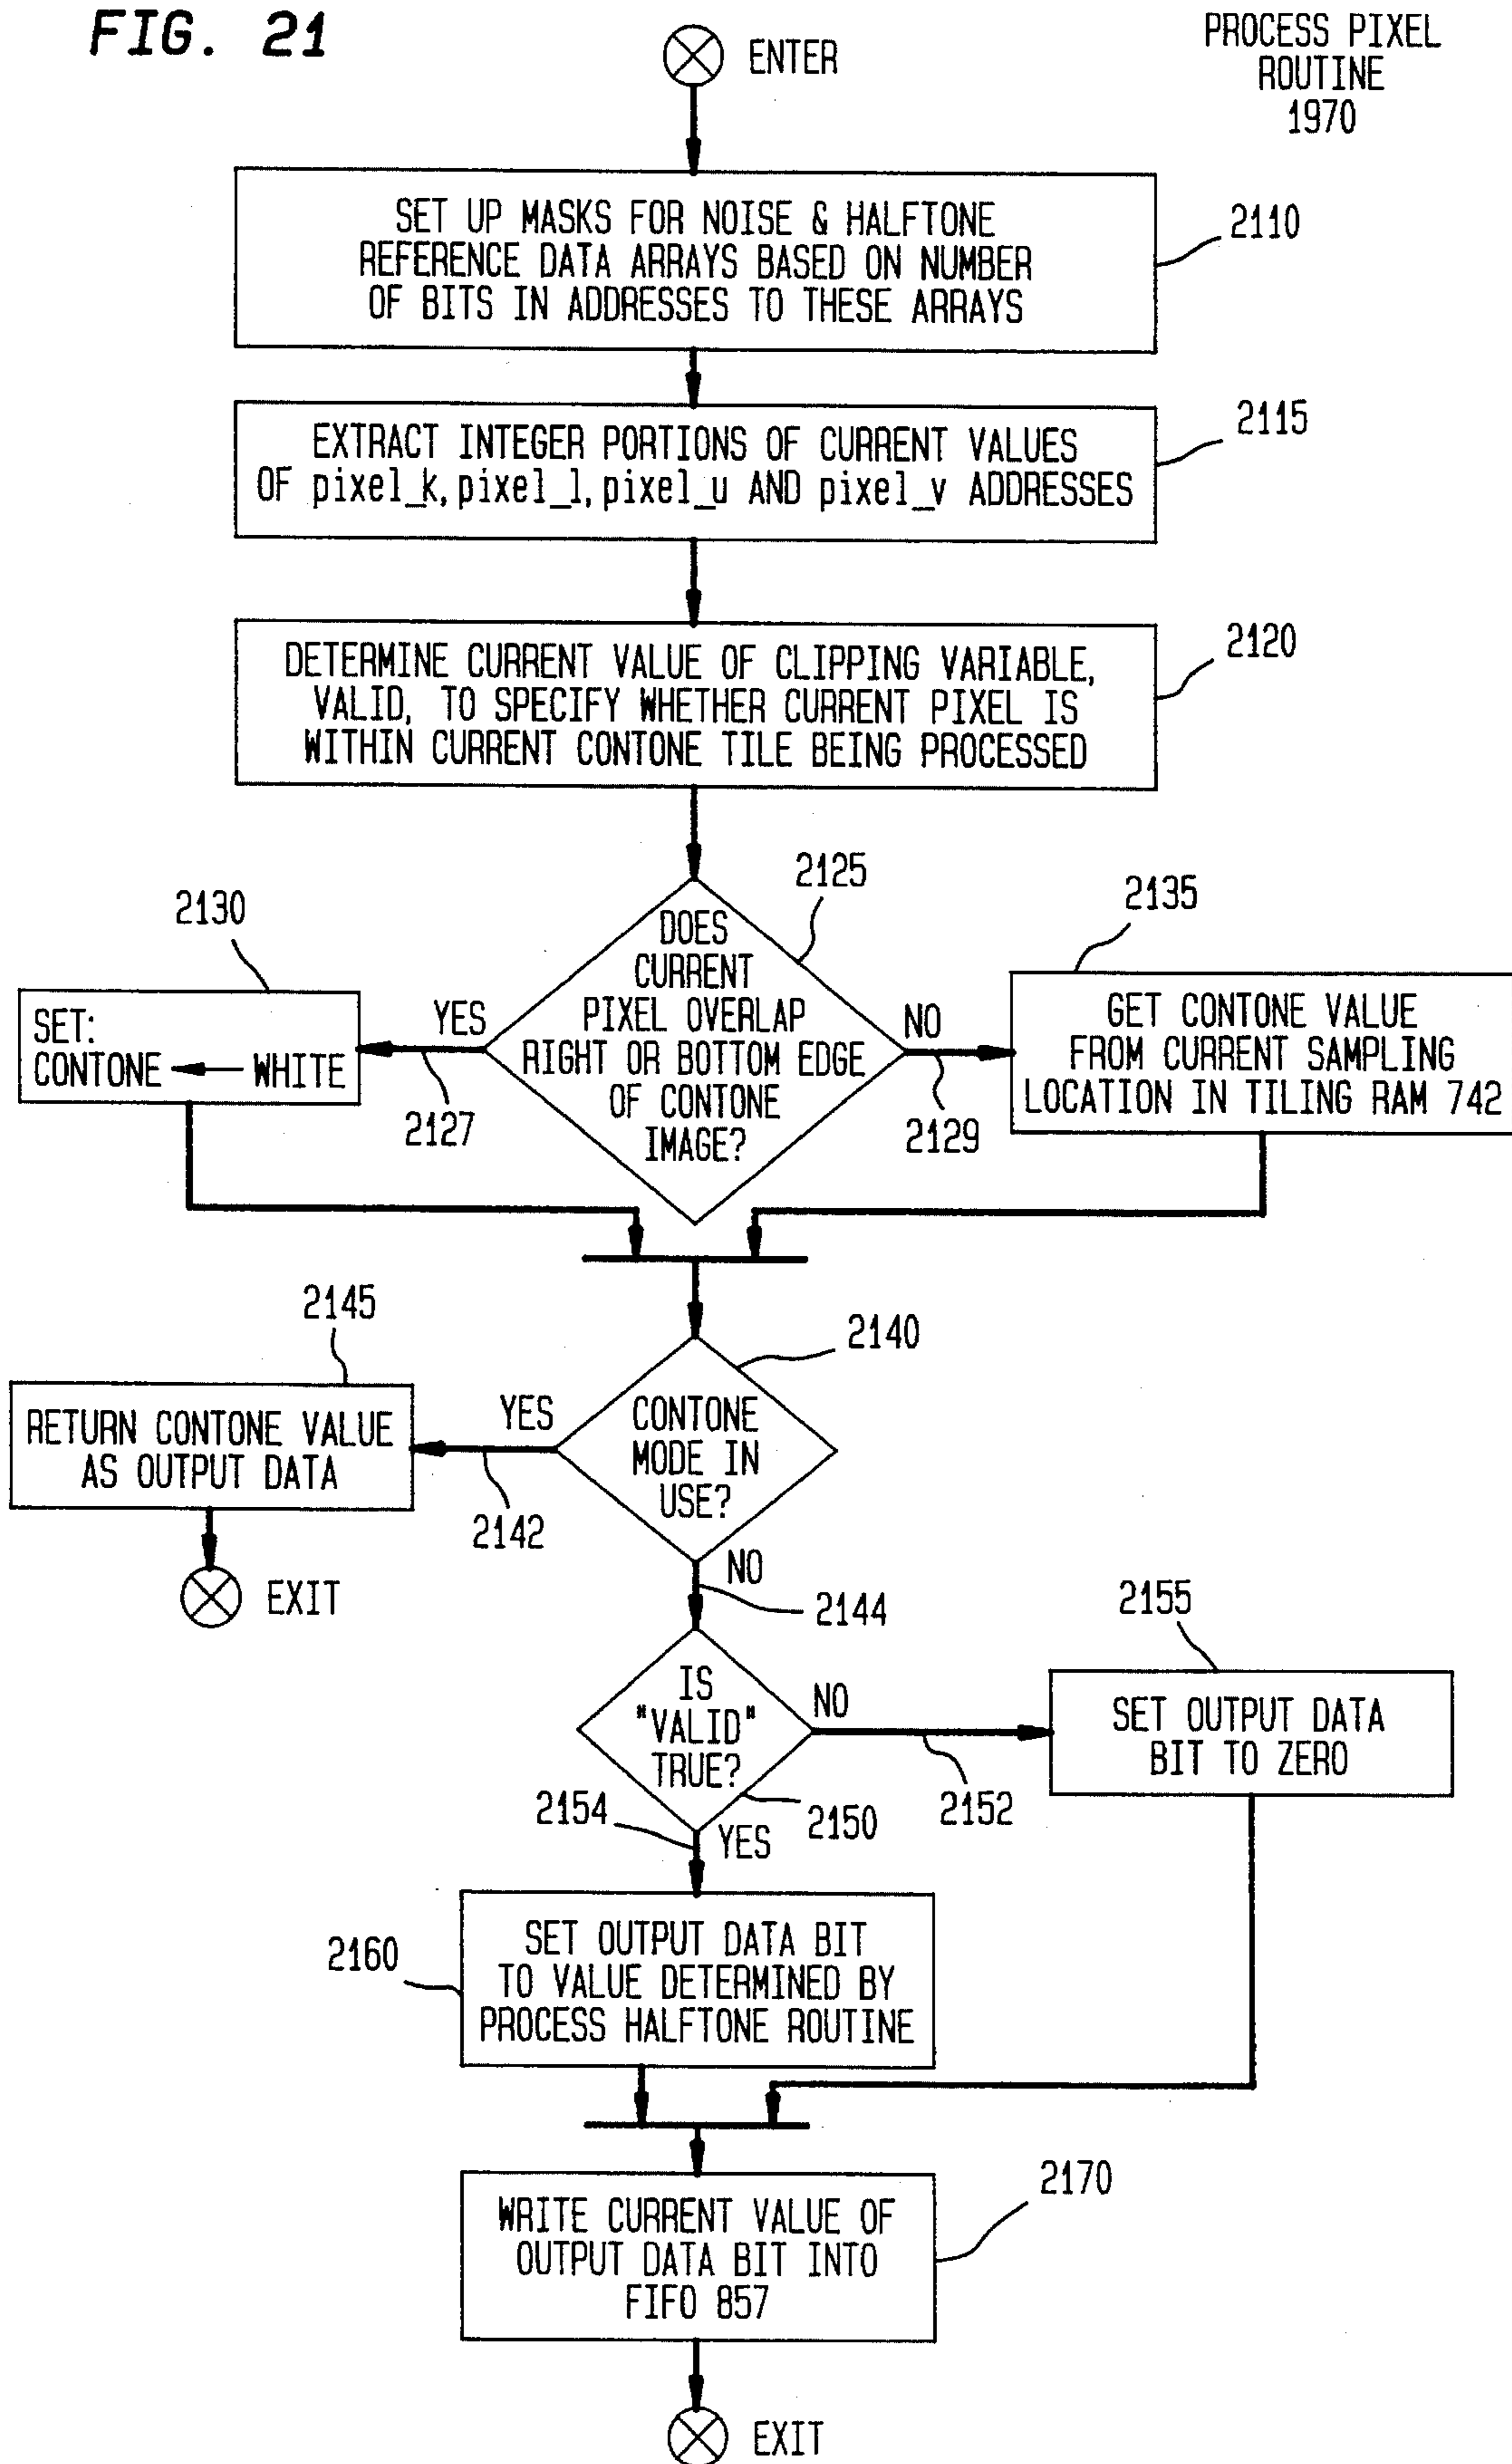 FIG. 21
ENTER
PROCESS PIXEL
ROUTINE
1970
SET UP MASKS FOR NOISE & HALFTONE
REFERENCE DATA ARRAYS BASED ON NUMBER
OF BITS IN ADDRESSES TO THESE ARRAYS
2110
EXTRACT INTEGER PORTIONS OF CURRENT VALUES
OF pixel_k, pixel_l, pixel_u AND pixel_v ADDRESSES
2115
DETERMINE CURRENT VALUE OF CLIPPING VARIABLE,
VALID, TO SPECIFY WHETHER CURRENT PIXEL IS
WITHIN CURRENT CONTONE TILE BEING PROCESSED
2120
2125
DOES
CURRENT
PIXEL OVERLAP
RIGHT OR BOTTOM EDGE
OF CONTONE
IMAGE?
2130
YES
2127
SET:
CONTONE ← WHITE
NO
2129
2135
GET CONTONE VALUE
FROM CURRENT SAMPLING
LOCATION IN TILING RAM 742
2140
CONTONE
MODE IN
USE?
YES
2142
2145
RETURN CONTONE VALUE
AS OUTPUT DATA
EXIT
NO
2144
IS
"VALID"
TRUE?
2150
NO
2152
2155
SET OUTPUT DATA
BIT TO ZERO
2154
YES
2160
SET OUTPUT DATA BIT
TO VALUE DETERMINED BY
PROCESS HALFTONE ROUTINE
2170
WRITE CURRENT VALUE OF
OUTPUT DATA BIT INTO
FIFO 857
EXIT